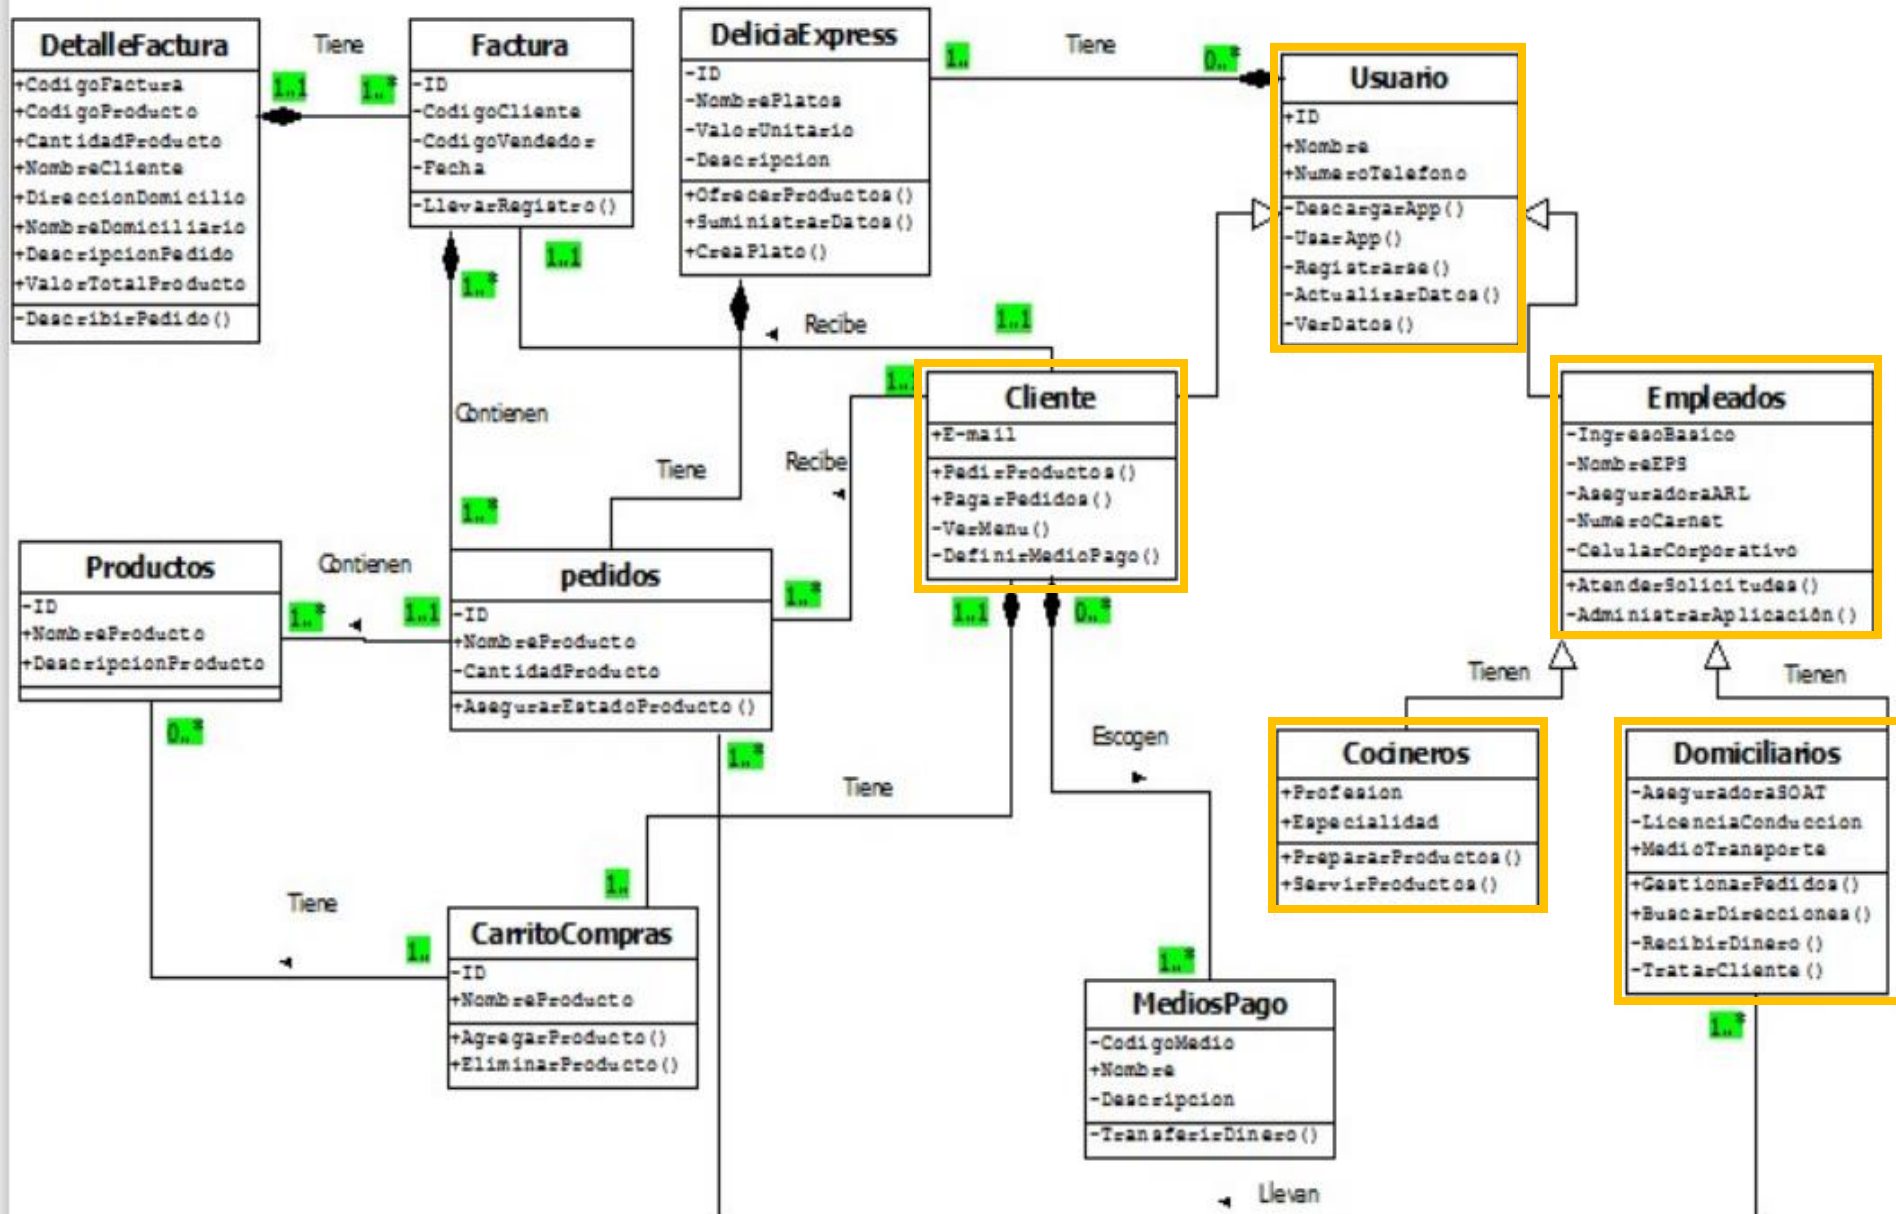 DetalleFactura
+CodigoFactura
+CodigoProducto
+CantidadProducto
+NombreCliente
+DireccionDomicilio
+NombreDomiciliario
+DescripcionPedido
+ValorTotalProducto
-DescribirPedido()
Tiene
1..1
1..*
Factura
-ID
-CodigoCliente
-CodigoVendedor
-Fecha
-LlevarRegistro()
1..*
1..1
DeliciaExpress
-ID
-NombrePlatos
-ValorUnitario
-Descripcion
+OfrecerProductos()
+SuministrarDatos()
+CreaPlato()
1..
Tiene
0..*
Usuario
+ID
+Nombre
+NumeroTelefono
-DescargarApp()
-UsarApp()
-Registrarse()
-ActualizarDatos()
-VerDatos()
Recibe
1..1
Contienen
Tiene
Recibe
1..1
Cliente
+E-mail
+PedirProductos()
+PagarPedidos()
-VerMenu()
-DefinirMedioPago()
Empleados
-IngresoBasico
-NombreEPS
-AseguradoraARL
-NumeroCarnet
-CelularCorporativo
+AtenderSolicitudes()
-AdministrarAplicación()
1..*
Productos
-ID
+NombreProducto
+DescripcionProducto
Contienen
1..*
1..1
pedidos
-ID
+NombreProducto
-CantidadProducto
+AsegurarEstadoProducto()
1..*
1..1
0..*
Tienen
Tienen
0..*
1..*
Escogen
Tiene
Cocineros
+Profesion
+Especialidad
+PrepararProductos()
+ServirProductos()
Domiciliarios
-AseguradoraSOAT
-LicenciaConduccion
+MedioTransporte
+GestionarPedidos()
+BuscarDirecciones()
-RecibirDinero()
-TratarCliente()
1..*
Tiene
1..
1..
CarritoCompras
-ID
+NombreProducto
+AgregarProducto()
+EliminarProducto()
1..*
MediosPago
-CodigoMedio
+Nombre
-Descripcion
-TransferirDinero()
Llevan